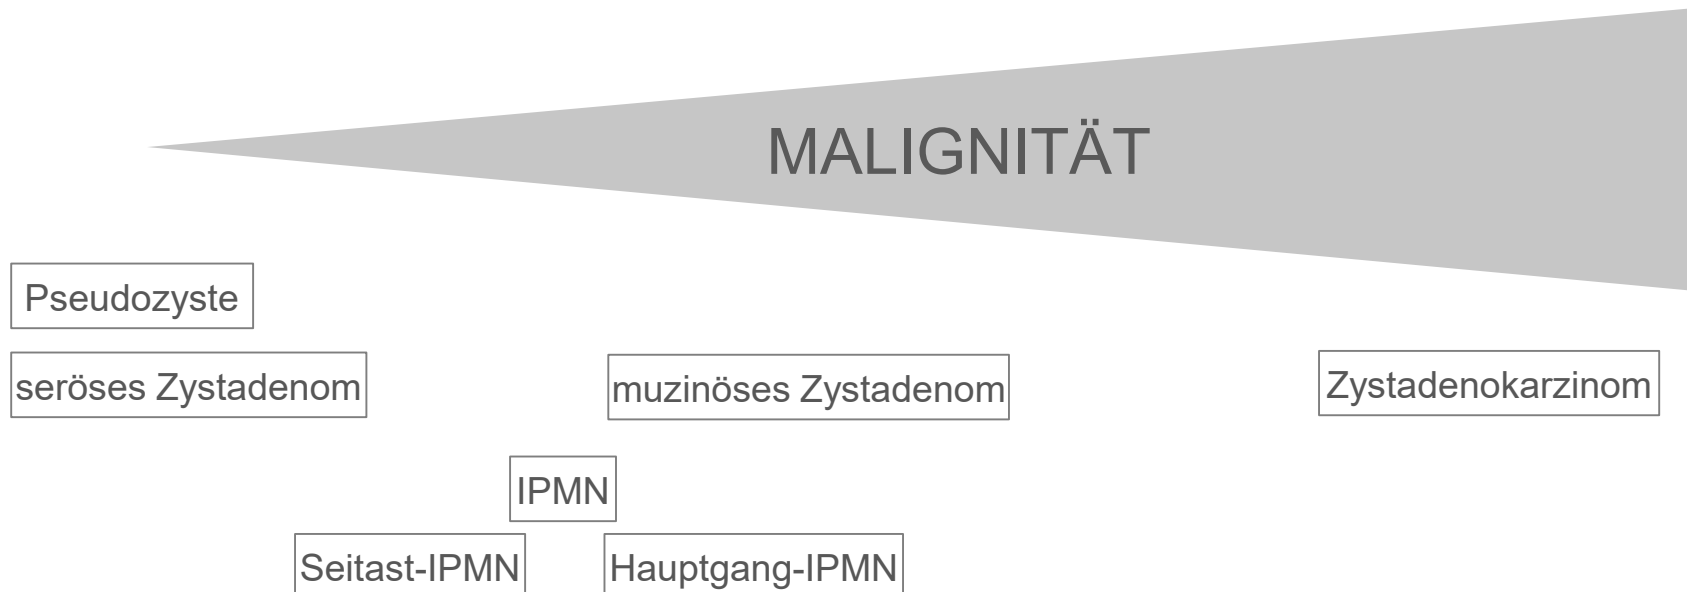 MALIGNITÄT
Pseudozyste
seröses Zystadenom
muzinöses Zystadenom
Zystadenokarzinom
IPMN
Seitast-IPMN
Hauptgang-IPMN